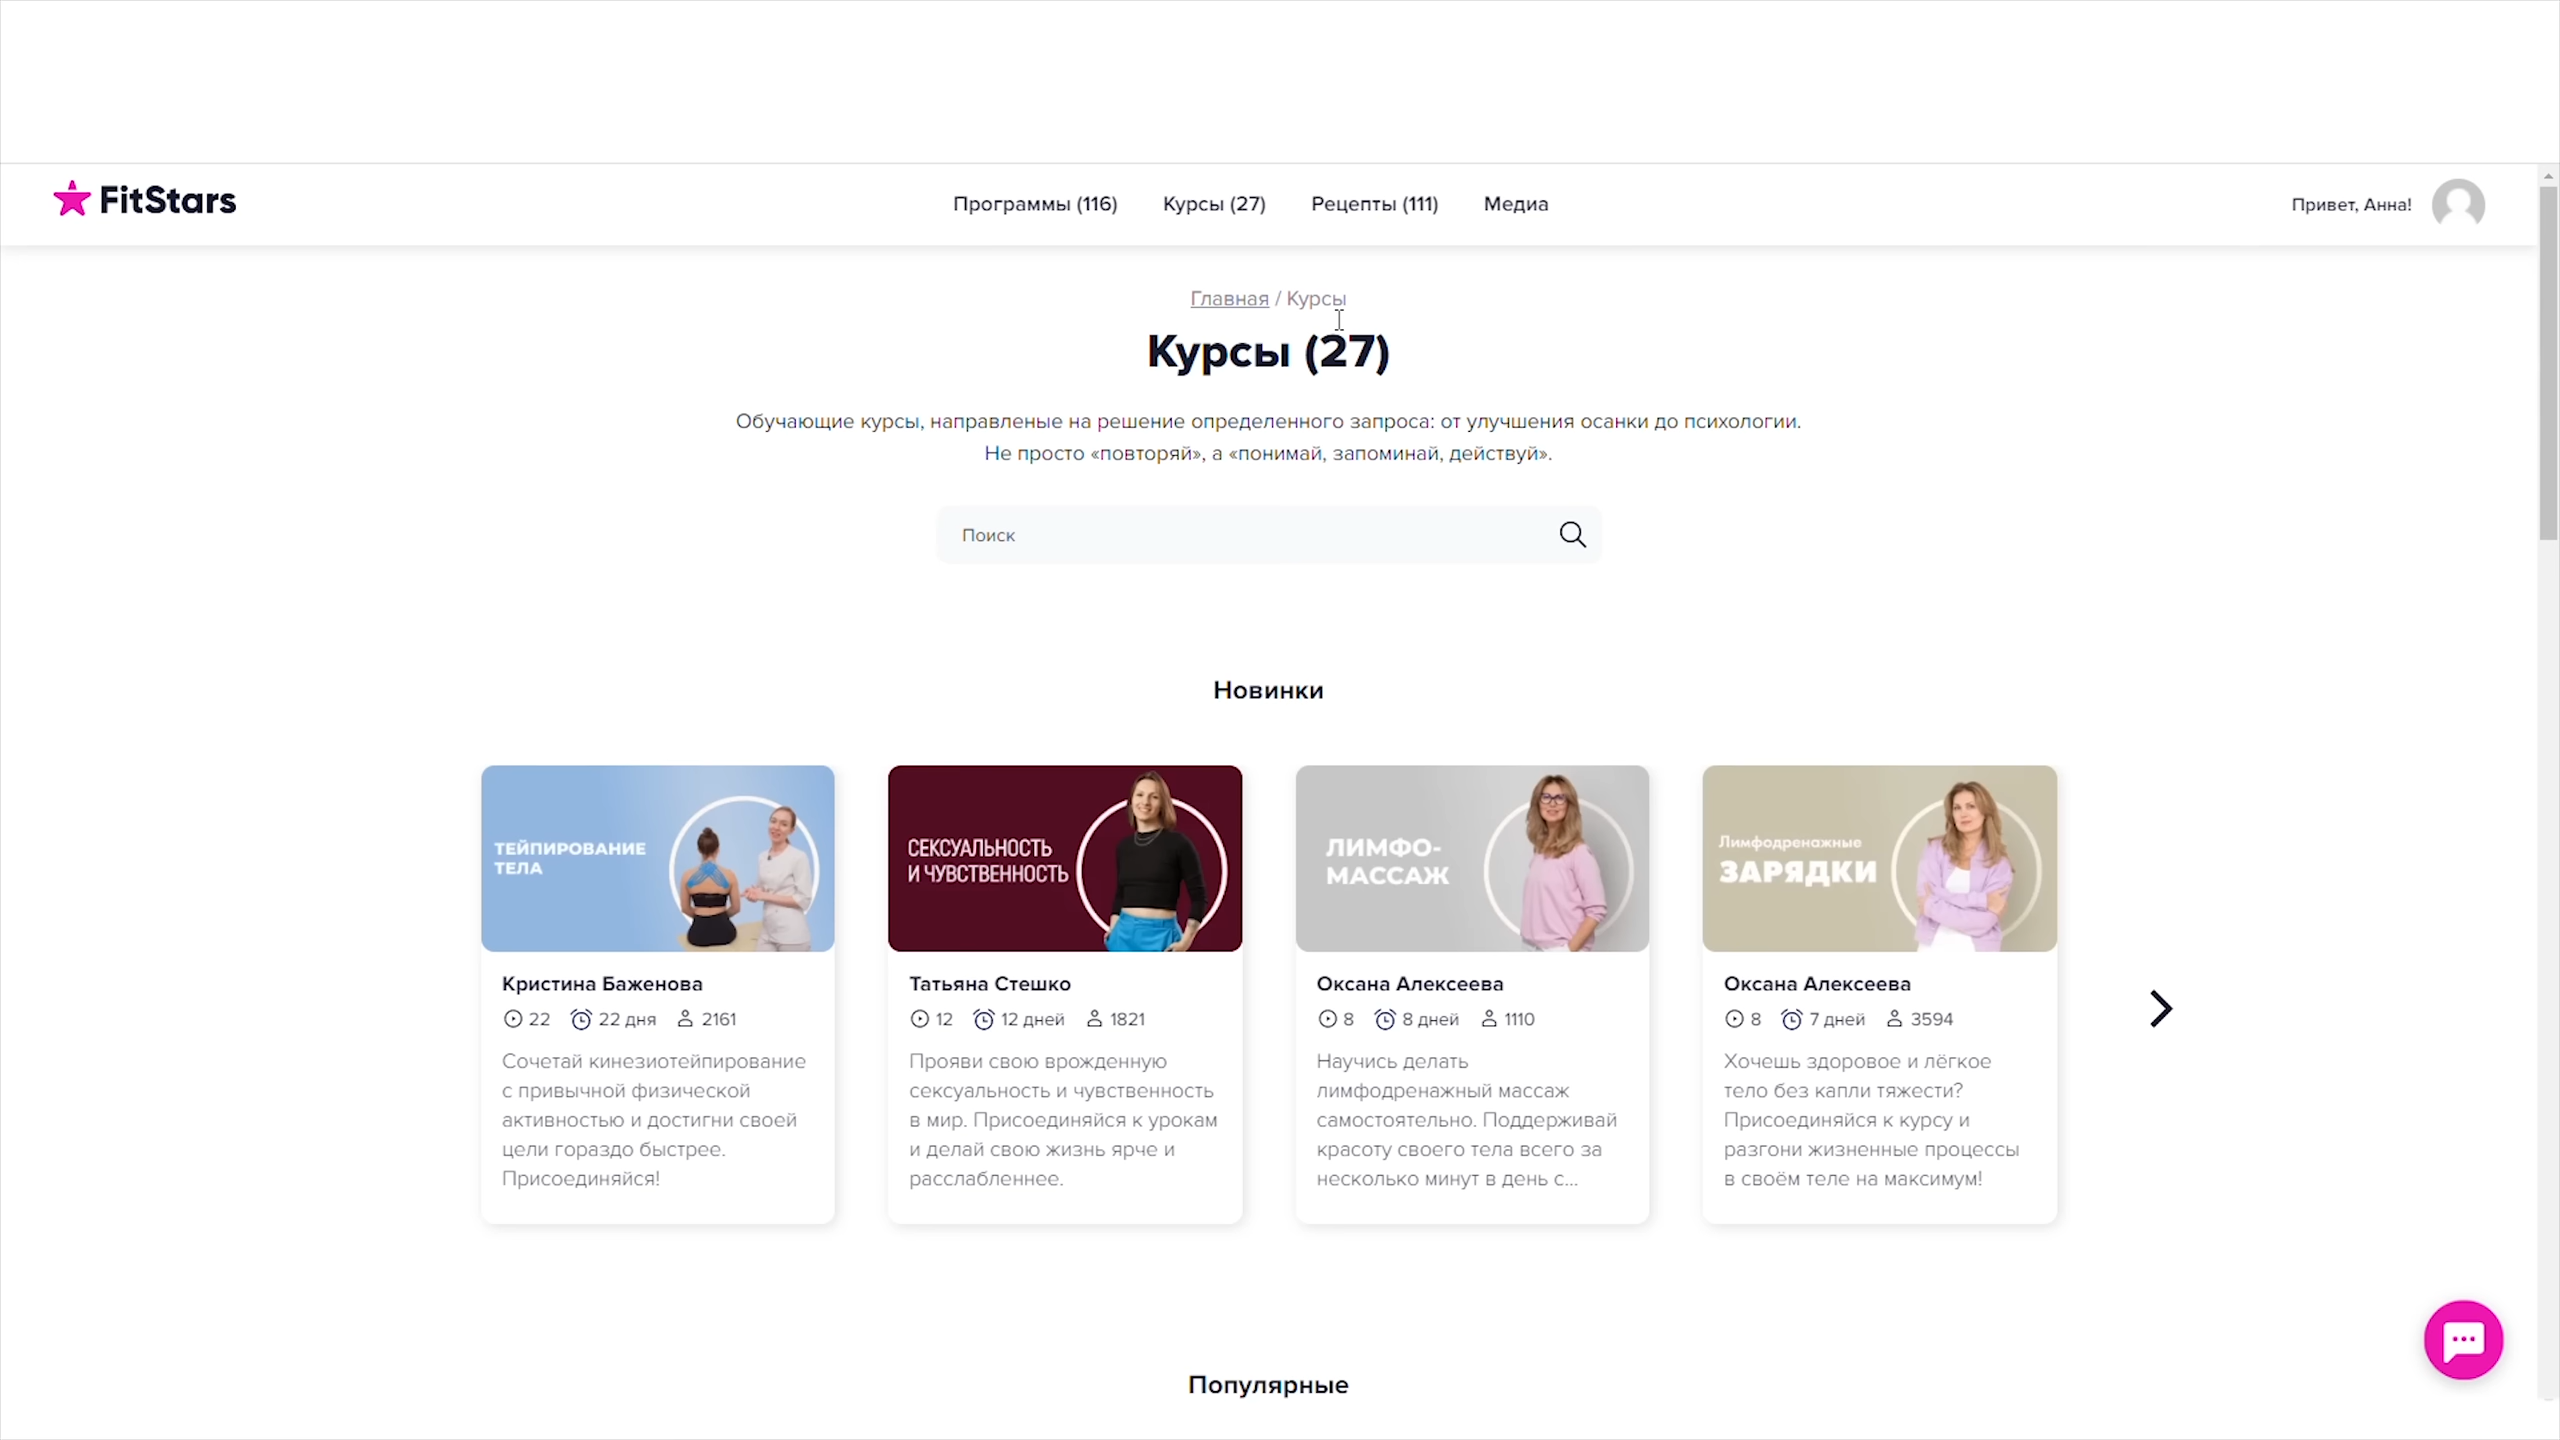 FitStars
Программы (116)
Курсы (27)
Рецепты (111)
Медиа
Привет, Анна!
Главная / Курсы
Курсы (27)
Обучающие курсы, направленые на решение определенного запроса: от улучшения осанки до психологии.
Не просто «повторяй», а «понимай, запоминай, действуй».
Поиск
Новинки
ТЕЙПИРОВАНИЕ
ТЕЛА
Кристина Баженова
22 22 дня 2161
Сочетай кинезиотейпирование
с привычной физической
активностью и достигни своей
цели гораздо быстрее.
Присоединяйся!
СЕКСУАЛЬНОСТЬ
И ЧУВСТВЕННОСТЬ
Татьяна Стешко
12 12 дней 1821
Прояви свою врожденную
сексуальность и чувственность
в мир. Присоединяйся к урокам
и делай свою жизнь ярче и
расслабленнее.
ЛИМФО-
МАССАЖ
Оксана Алексеева
8 8 дней 1110
Научись делать
лимфодренажный массаж
самостоятельно. Поддерживай
красоту своего тела всего за
несколько минут в день с...
Лимфодренажные
ЗАРЯДКИ
Оксана Алексеева
8 7 дней 3594
Хочешь здоровое и лёгкое
тело без капли тяжести?
Присоединяйся к курсу и
разгони жизненные процессы
в своём теле на максимум!
Популярные